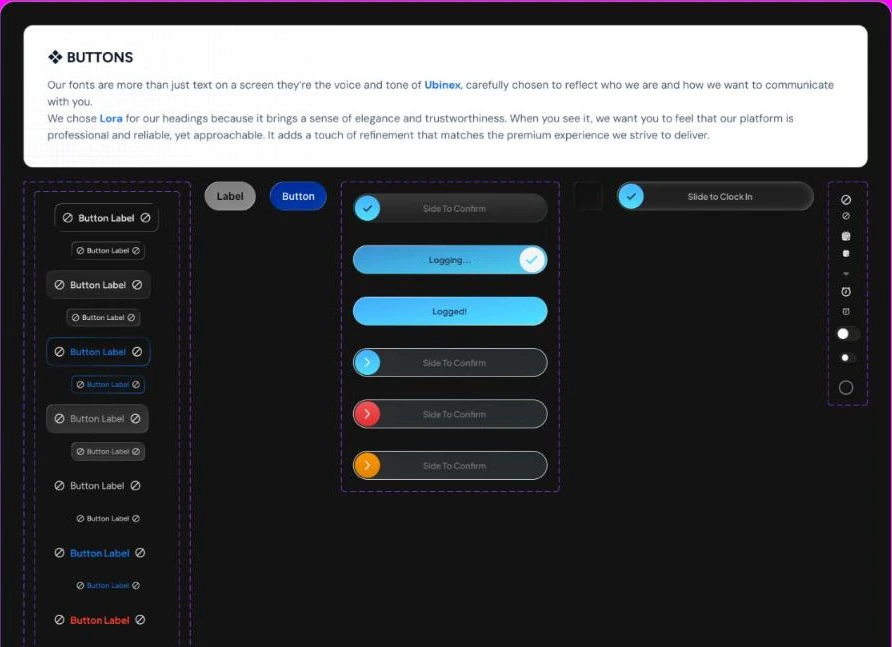 BUTTONS
Our fonts are more than just text on a screen they're the voice and tone of Ubinex, carefully chosen to reflect who we are and how we want to communicate
with you.
We chose Lora for our headings because it brings a sense of elegance and trustworthiness. When you see it, we want you to feel that our platform is
professional and reliable, yet approachable. It adds a touch of refinement that matches the premium experience we strive to deliver.
Button Label
Button Label
Button Label
Button Label
Button Label
Button Label
Button Label
Button Label
Button Label
Button Label
Button Label
Button Label
Button Label
Label
Button
Side To Confirm
Logging...
Logged!
Side To Confirm
Side To Confirm
Side To Confirm
Slide to Clock In